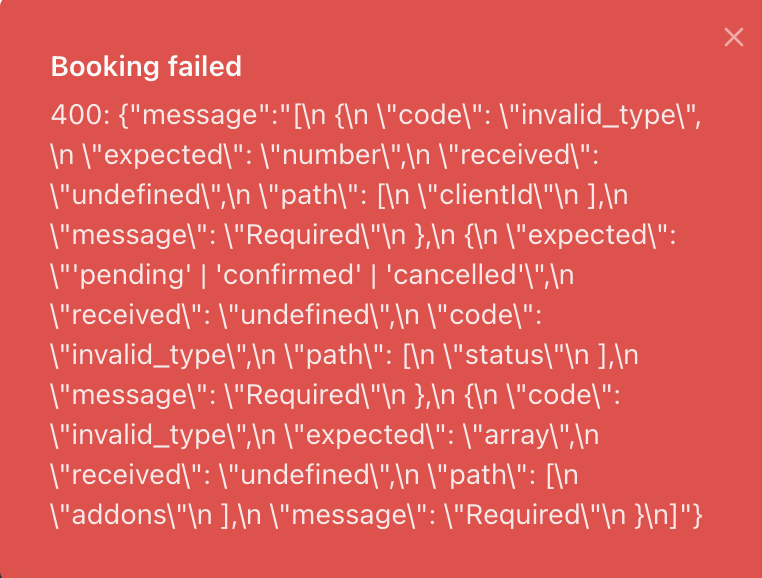 Booking failed
400: {"message":"[\n {\n \"code\": \"invalid_type\",
\n \"expected\": \"number\",\n \"received\":
\"undefined\",\n \"path\": [\n \"clientId\"\n ],\n
\"message\": \"Required\"\n },\n {\n \"expected\":
\"'pending' | 'confirmed' | 'cancelled'\",\n
\"received\": \"undefined\",\n \"code\":
\"invalid_type\",\n \"path\": [\n \"status\"\n ],\n
\"message\": \"Required\"\n },\n {\n \"code\":
\"invalid_type\",\n \"expected\": \"array\",\n
\"received\": \"undefined\",\n \"path\": [\n
\"addons\"\n ],\n \"message\": \"Required\"\n }\n]"}